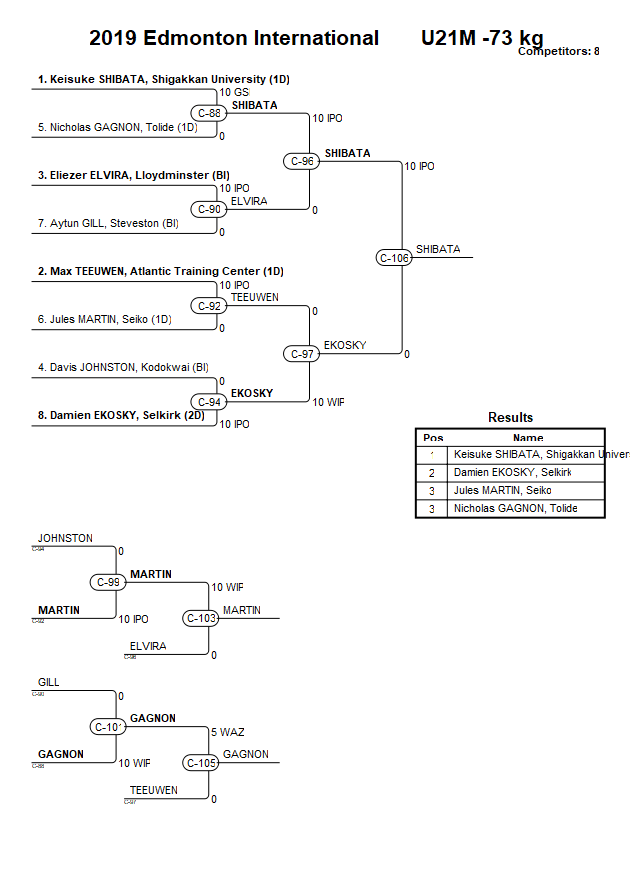 2019 Edmonton International U21M -73 kg
Competitors: 8
1. Keisuke SHIBATA, Shigakkan University (1D)
10 GS
C-88
SHIBATA
5. Nicholas GAGNON, Tolide (1D)
0
10 IPO
C-96
SHIBATA
3. Eliezer ELVIRA, Lloydminster (BI)
10 IPO
C-90
ELVIRA
0
7. Aytun GILL, Steveston (BI)
0
10 IPO
C-106
SHIBATA
2. Max TEEUWEN, Atlantic Training Center (1D)
10 IPO
C-92
TEEUWEN
6. Jules MARTIN, Seiko (1D)
0
0
C-97
EKOSKY
0
4. Davis JOHNSTON, Kodokwai (BI)
0
C-94
EKOSKY
10 WIP
8. Damien EKOSKY, Selkirk (2D)
10 IPO
Results
Pos Name
1 Keisuke SHIBATA, Shigakkan Univers
2 Damien EKOSKY, Selkirk
3 Jules MARTIN, Seiko
3 Nicholas GAGNON, Tolide
JOHNSTON
C-94
0
C-99
MARTIN
MARTIN
C-92
10 IPO
10 WIP
C-103
MARTIN
ELVIRA
C-96
0
GILL
C-90
0
C-101
GAGNON
GAGNON
C-88
10 WIP
5 WAZ
C-105
GAGNON
TEEUWEN
C-97
0